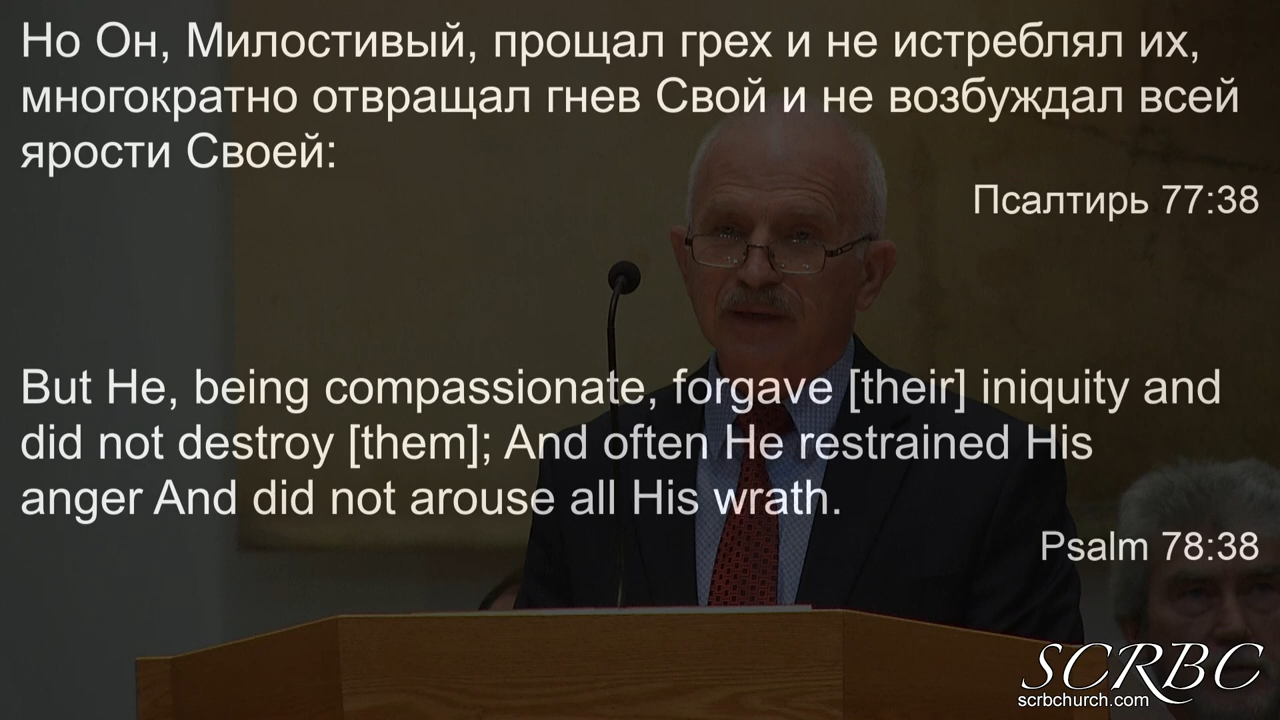 Но Он, Милостивый, прощал грех и не истреблял их,
многократно отвращал гнев Свой и не возбуждал всей
ярости Своей:
Псалтирь 77:38
But He, being compassionate, forgave [their] iniquity and
did not destroy [them]; And often He restrained His
anger And did not arouse all His wrath.
Psalm 78:38
SCRBC
scrbchurch.com